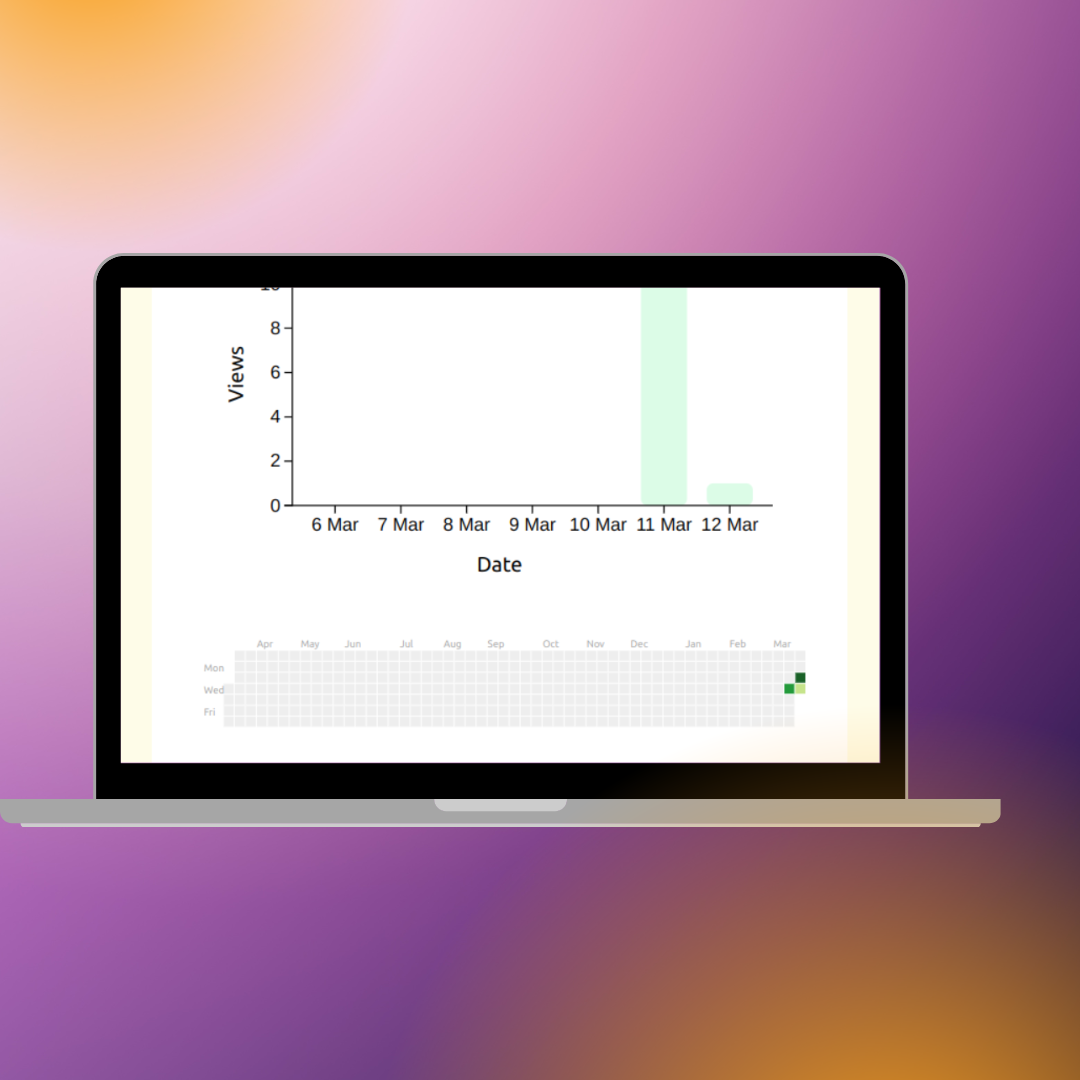 8
Views
6
4
2
0
6 Mar 7 Mar 8 Mar 9 Mar 10 Mar 11 Mar 12 Mar
Date
Apr May Jun Jul Aug Sep Oct Nov Dec Jan Feb Mar
Mon
Wed
Fri